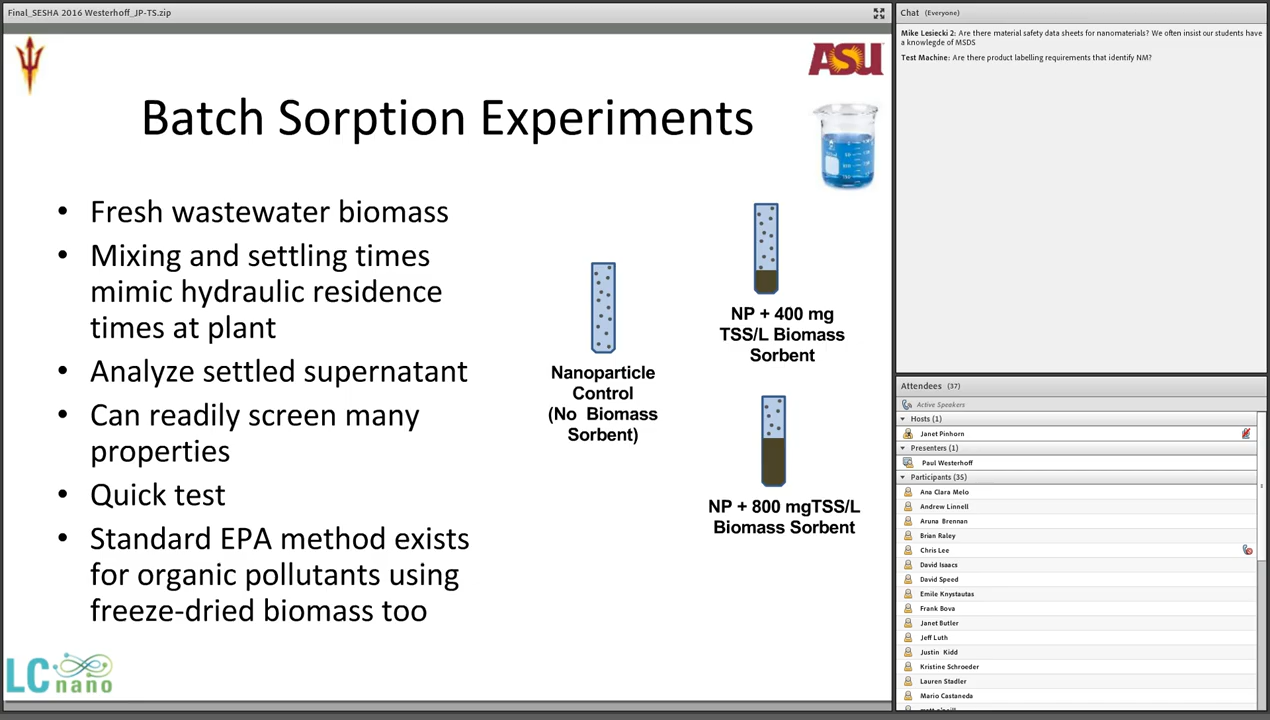 Final_SESHA 2016 Westerhoff_JP-TS.zip
ASU
Batch Sorption Experiments
• Fresh wastewater biomass
• Mixing and settling times
mimic hydraulic residence
times at plant
• Analyze settled supernatant
• Can readily screen many
properties
• Quick test
• Standard EPA method exists
for organic pollutants using
freeze-dried biomass too
Nanoparticle
Control
(No Biomass
Sorbent)
NP + 400 mg
TSS/L Biomass
Sorbent
NP + 800 mgTSS/L
Biomass Sorbent
LC nano
Chat (Everyone)
Mike Lesiecki 2: Are there material safety data sheets for nanomaterials? We often insist our students have
a knowlegde of MSDS
Test Machine: Are there product labelling requirements that identify NM?
Attendees (37)
Active Speakers
Hosts (1)
Janet Pinhorn
Presenters (1)
Paul Westerhoff
Participants (35)
Ana Clara Melo
Andrew Linnell
Aruna Brennan
Brian Raley
Chris Lee
David Isaacs
David Speed
Emile Knystautas
Frank Bova
Janet Butler
Jeff Luth
Justin Kidd
Kristine Schroeder
Lauren Stadler
Mario Castaneda